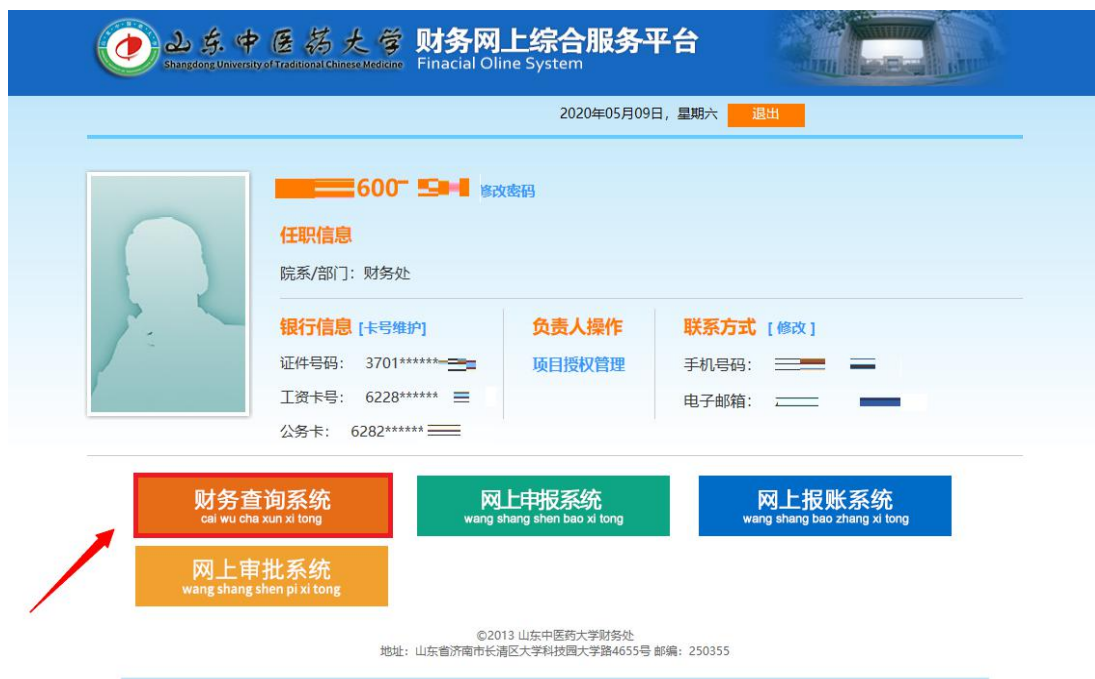 山东中医药大学 财务网上综合服务平台
Shangdong University of Traditional Chinese Medicine Finacial Oline System
2020年05月09日，星期六 退出
600 修改密码
任职信息
院系/部门：财务处
银行信息 [卡号维护] 负责人操作 联系方式 [ 修改 ]
证件号码： 3701****** 项目授权管理 手机号码：
工资卡号： 6228****** 电子邮箱：
公务卡： 6282******
财务查询系统 网上申报系统 网上报账系统
cai wu cha xun xi tong wang shang shen bao xi tong wang shang bao zhang xi tong
网上审批系统
wang shang shen pi xi tong
©2013 山东中医药大学财务处
地址：山东省济南市长清区大学科技园大学路4655号 邮编：250355